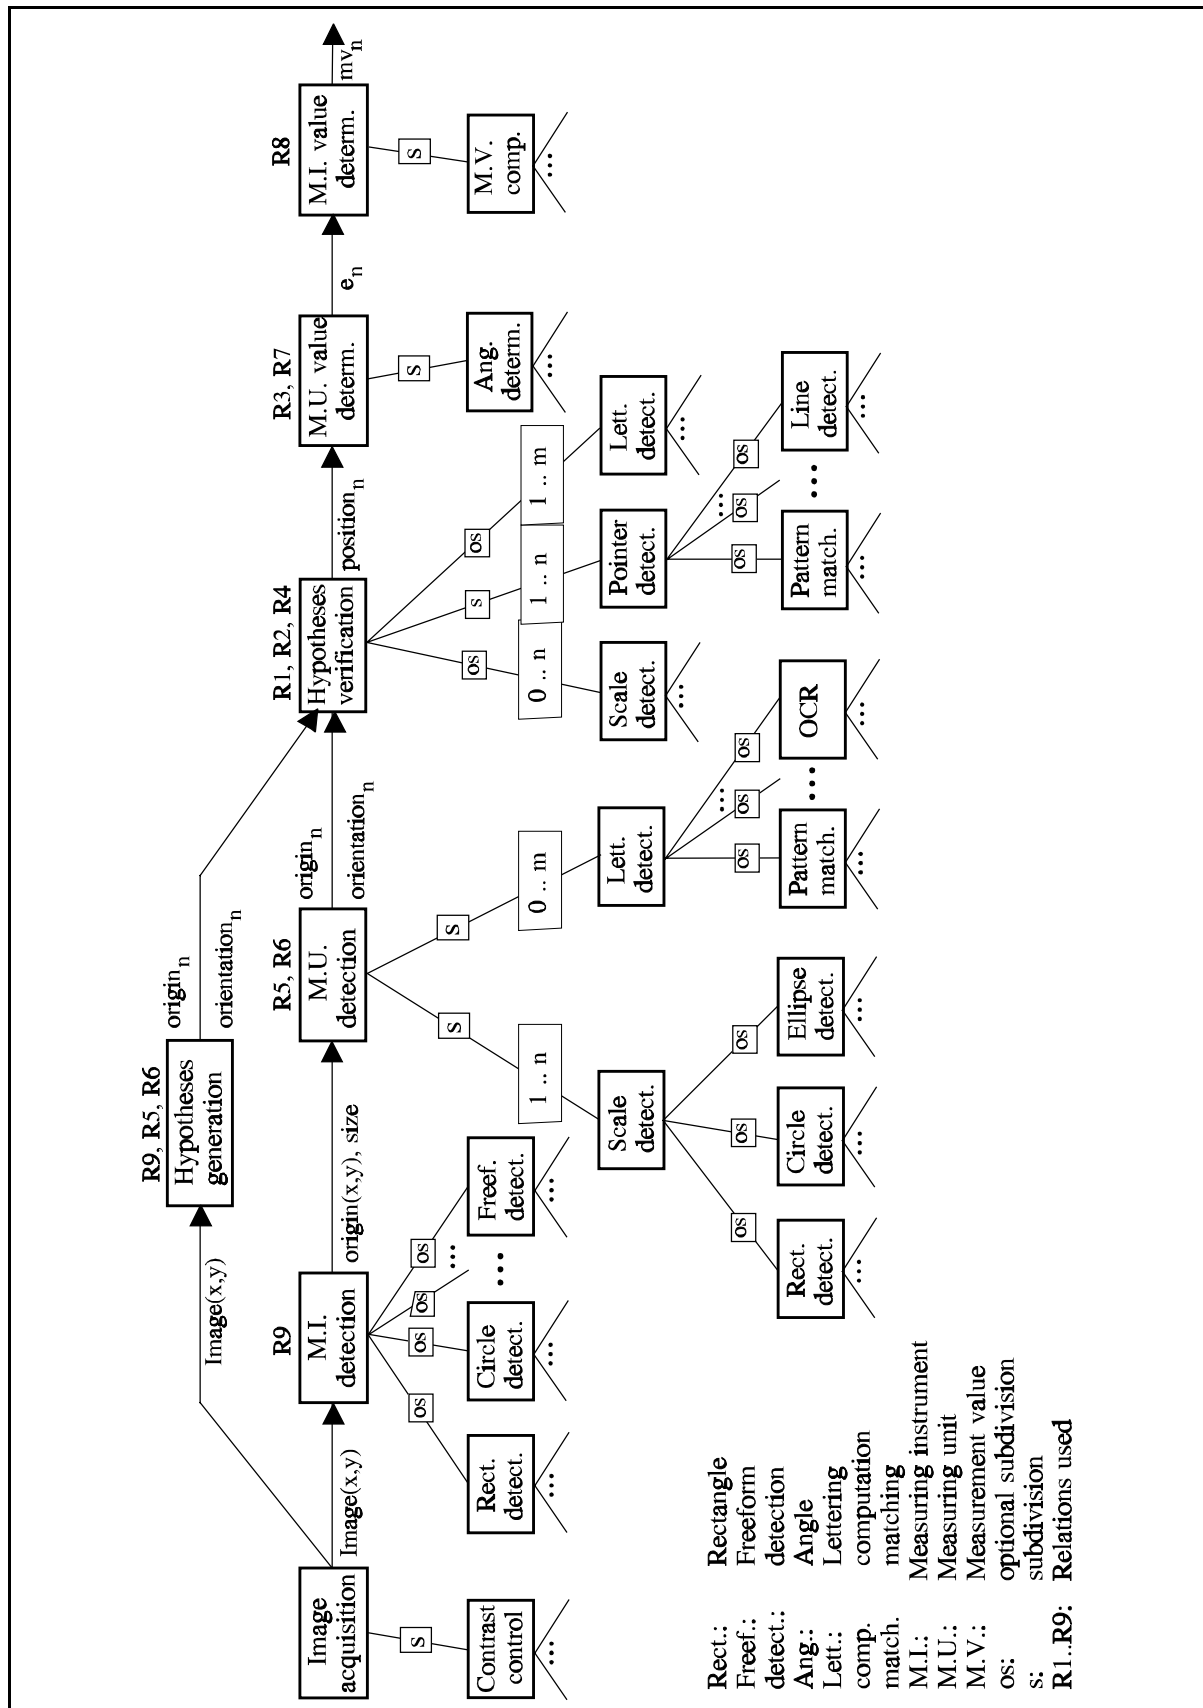 R9, R5, R6
Hypotheses
generation
Image(x,y)
origin_n
orientation_n
Image
acquisition
Image(x,y)
R9
M.I.
detection
origin(x,y), size
R5, R6
M.U.
detection
origin_n
orientation_n
R1, R2, R4
Hypotheses
verification
position_n
R3, R7
M.U. value
determ.
e_n
R8
M.I. value
determ.
mv_n
s
Contrast
control
...
os
os
os
os
...
Rect.
detect.
...
Circle
detect.
...
...
Freef.
detect.
...
s
s
1 .. n
0 .. m
os
s
os
0 .. n
1 .. n
1 .. m
s
Ang.
determ.
...
s
M.V.
comp.
...
Scale
detect.
Lett.
detect.
Scale
detect.
...
Pointer
detect.
Lett.
detect.
...
os
os
os
os
os
...
os
os
os
...
os
Rect.
detect.
...
Circle
detect.
...
Ellipse
detect.
...
Pattern
match.
...
...
OCR
...
Pattern
match.
...
...
Line
detect.
...
Rect.: Rectangle
Freef.: Freeform
detect.: detection
Ang.: Angle
Lett.: Lettering
comp. computation
match. matching
M.I.: Measuring instrument
M.U.: Measuring unit
M.V.: Measurement value
os: optional subdivision
s: subdivision
R1..R9: Relations used